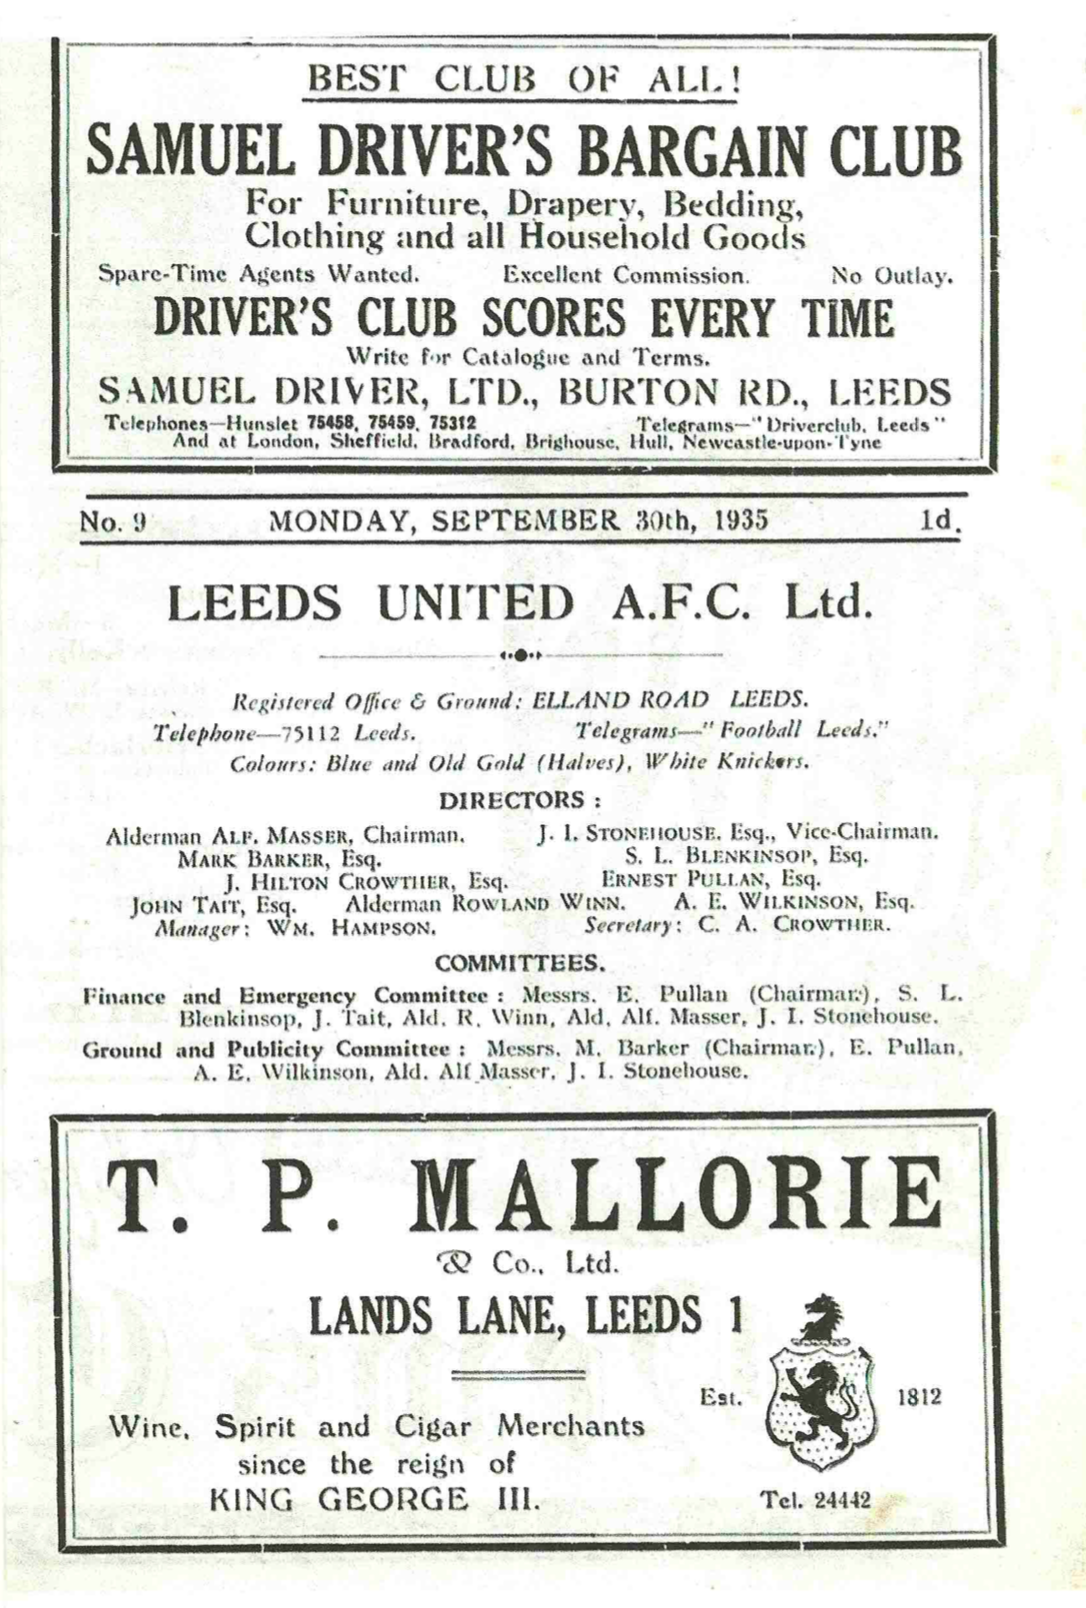 BEST CLUB OF ALL!
SAMUEL DRIVER'S BARGAIN CLUB
For Furniture, Drapery, Bedding,
Clothing and all Household Goods
Spare-Time Agents Wanted. Excellent Commission. No Outlay.
DRIVER'S CLUB SCORES EVERY TIME
Write for Catalogue and Terms.
SAMUEL DRIVER, LTD., BURTON RD., LEEDS
Telephones—Hunslet 75458, 75459, 75312 Telegrams—"Driverclub, Leeds"
And at London, Sheffield, Bradford, Brighouse, Hull, Newcastle-upon-Tyne
No. 9 MONDAY, SEPTEMBER 30th, 1935 1d.
LEEDS UNITED A.F.C. Ltd.
Registered Office & Ground: ELLAND ROAD LEEDS.
Telephone—75112 Leeds. Telegrams—"Football Leeds."
Colours: Blue and Old Gold (Halves), White Knickers.
DIRECTORS:
Alderman ALF. MASSER, Chairman. J. I. STONEHOUSE, Esq., Vice-Chairman.
MARK BARKER, Esq. S. L. BLENKINSOP, Esq.
J. HILTON CROWTHER, Esq. ERNEST PULLAN, Esq.
JOHN TAIT, Esq. Alderman ROWLAND WINN. A. E. WILKINSON, Esq.
Manager: WM. HAMPSON. Secretary: C. A. CROWTHER.
COMMITTEES.
Finance and Emergency Committee: Messrs. E. Pullan (Chairman), S. L.
Blenkinsop, J. Tait, Ald. R. Winn, Ald. Alf. Masser, J. I. Stonehouse.
Ground and Publicity Committee: Messrs. M. Barker (Chairman), E. Pullan,
A. E. Wilkinson, Ald. Alf Masser, J. I. Stonehouse.
T. P. MALLORIE
& Co., Ltd.
LANDS LANE, LEEDS 1
Est. 1812
Wine, Spirit and Cigar Merchants
since the reign of
KING GEORGE III.
Tel. 24442